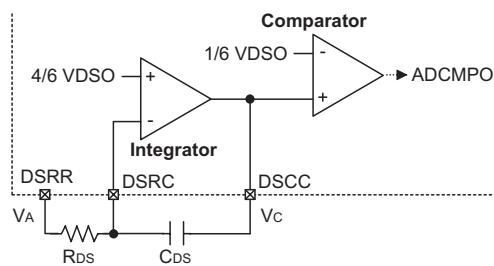 Comparator
1/6 VDSO
-
+
ADCMPO
4/6 VDSO
+
-
Integrator
DSRR
DSRC
DSCC
VA
VC
RDS
CDS